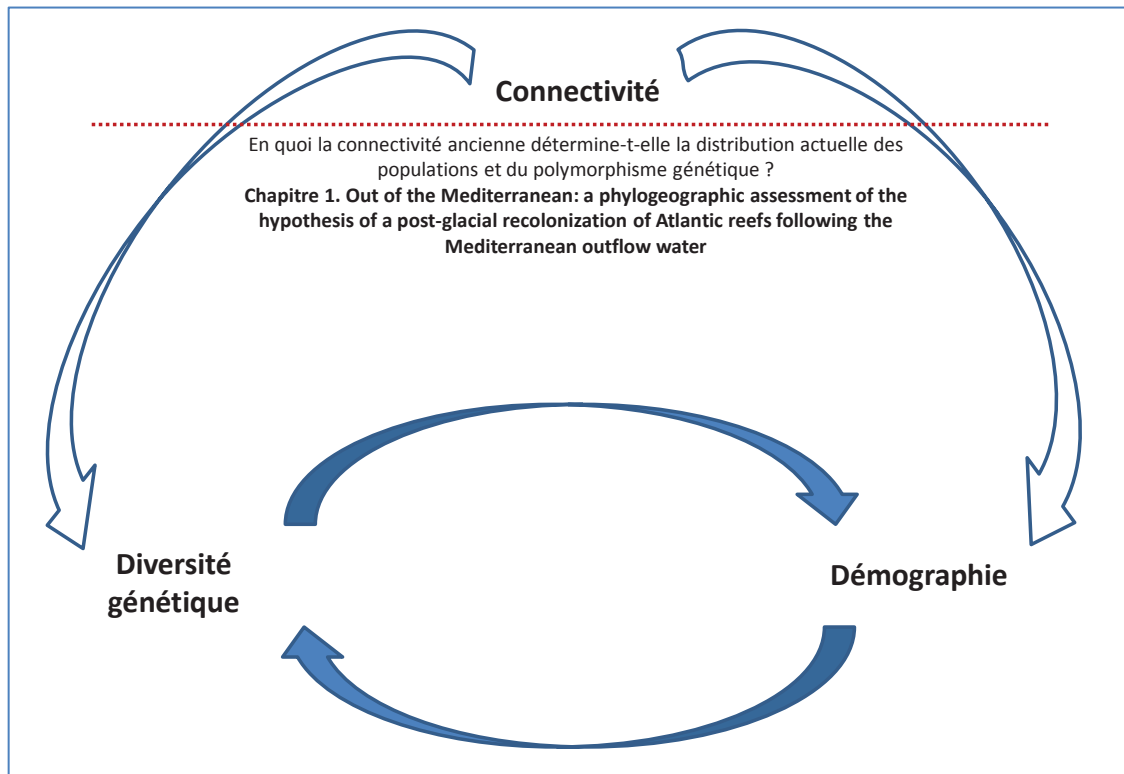 Connectivité
En quoi la connectivité ancienne détermine-t-elle la distribution actuelle des
populations et du polymorphisme génétique ?
Chapitre 1. Out of the Mediterranean: a phylogeographic assessment of the
hypothesis of a post-glacial recolonization of Atlantic reefs following the
Mediterranean outflow water
Diversité
génétique
Démographie